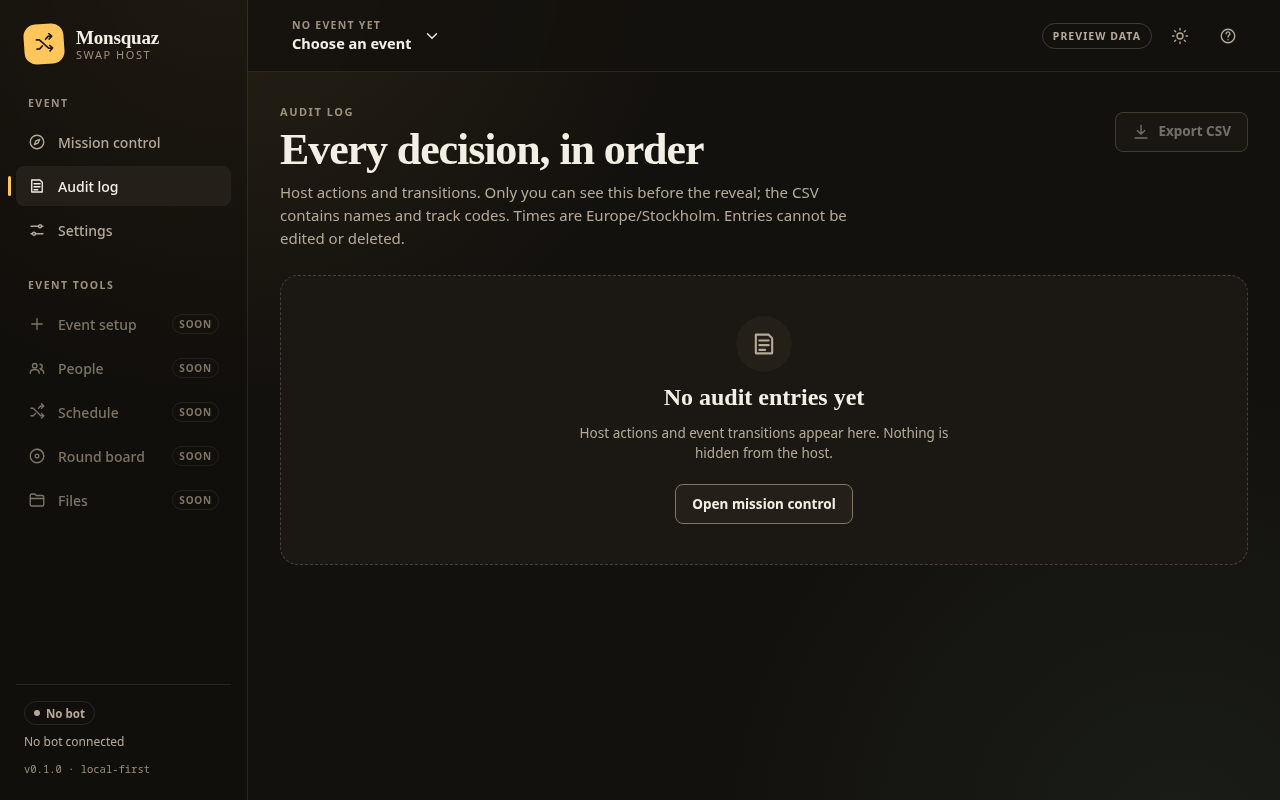 Monsquaz
SWAP HOST
EVENT
Mission control
Audit log
Settings
EVENT TOOLS
Event setup SOON
People SOON
Schedule SOON
Round board SOON
Files SOON
No bot
No bot connected
v0.1.0 · local-first
NO EVENT YET
Choose an event
PREVIEW DATA
AUDIT LOG
Every decision, in order
Export CSV
Host actions and transitions. Only you can see this before the reveal; the CSV
contains names and track codes. Times are Europe/Stockholm. Entries cannot be
edited or deleted.
No audit entries yet
Host actions and event transitions appear here. Nothing is
hidden from the host.
Open mission control